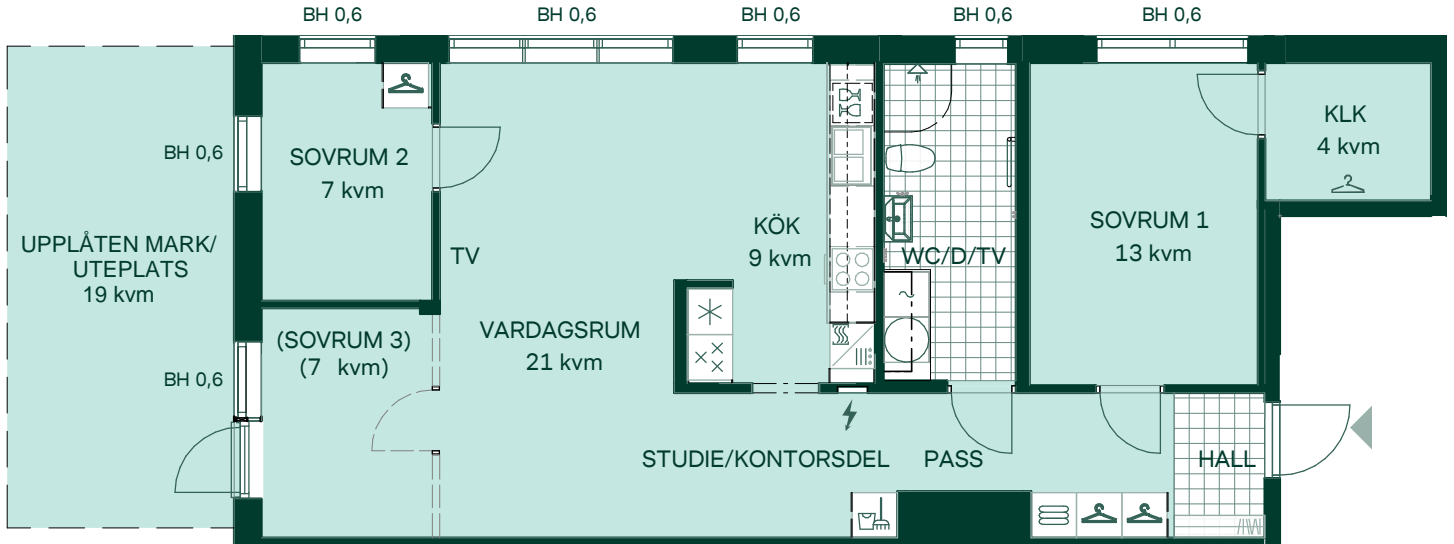 BH 0,6
BH 0,6
BH 0,6
BH 0,6
BH 0,6
BH 0,6
SOVRUM 2
7 kvm
KLK
4 kvm
UPPLÅTEN MARK/
UTEPLATS
19 kvm
TV
KÖK
9 kvm
WC/D/TV
SOVRUM 1
13 kvm
(SOVRUM 3)
(7 kvm)
VARDAGSRUM
21 kvm
BH 0,6
STUDIE/KONTORSDEL
PASS
HALL